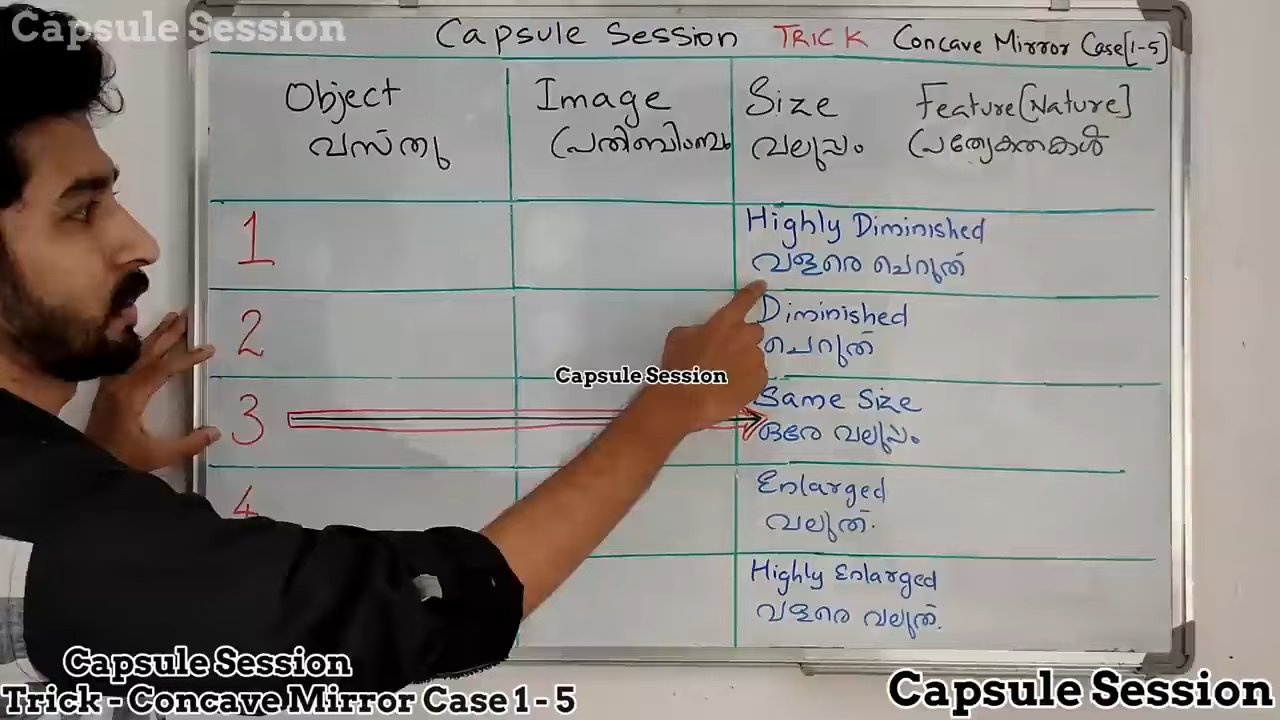 Capsule Session
Capsule Session TRICK Concave Mirror Case[1-5]
Object Image Size Feature[Nature]
വസ്തു പ്രതിബിംബം വലുപ്പം പ്രത്യേകതകൾ
1 Highly Diminished
വളരെ ചെറുത്
2 Diminished
ചെറുത്
Capsule Session
3 Same Size
ഒരേ വലുപ്പം
4 Enlarged
വലുത്.
Highly Enlarged
വളരെ വലുത്.
Capsule Session
Trick - Concave Mirror Case 1 - 5
Capsule Session